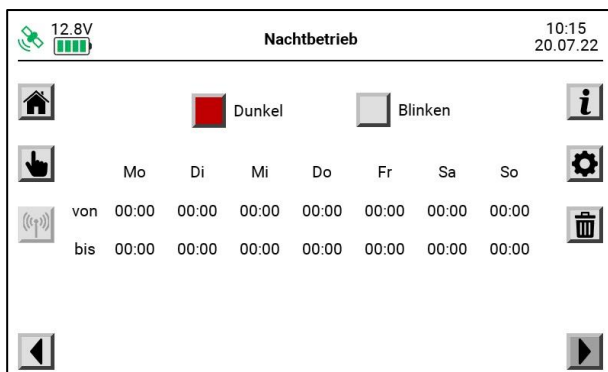 12.8V Nachtbetrieb 10:15
20.07.22
Dunkel Blinken
i
Mo Di Mi Do Fr Sa So
von 00:00 00:00 00:00 00:00 00:00 00:00 00:00
bis 00:00 00:00 00:00 00:00 00:00 00:00 00:00